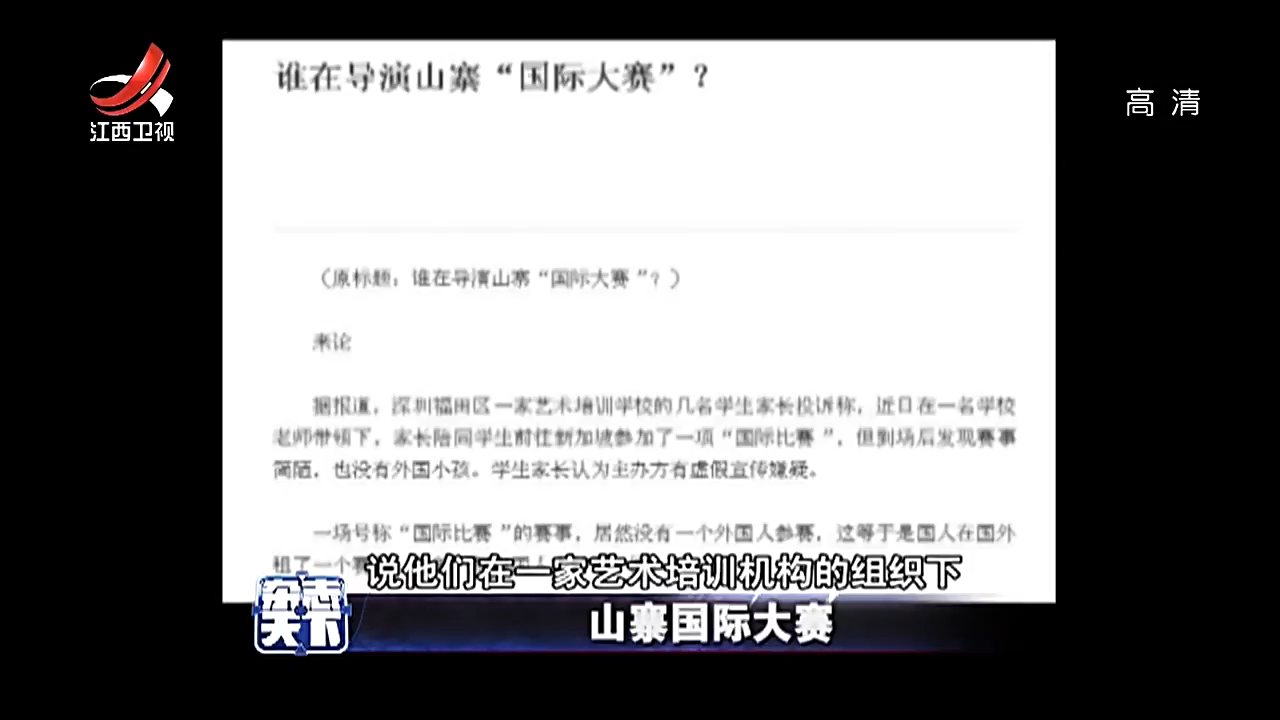 江西卫视
高 清
谁在导演山寨“国际大赛”？
（原标题：谁在导演山寨“国际大赛”？）
来论
据报道，深圳福田区一家艺术培训学校的几名学生家长投诉称，近日在一名学校
老师带领下，家长陪同学生前往新加坡参加了一项“国际比赛”，但到场后发现赛事
简陋，也没有外国小孩。学生家长认为主办方有虚假宣传嫌疑。
一场号称“国际比赛”的赛事，居然没有一个外国人参赛，这等于是国人在国外
租了一个赛
说他们在一家艺术培训机构的组织下
杂志
天下
山寨国际大赛